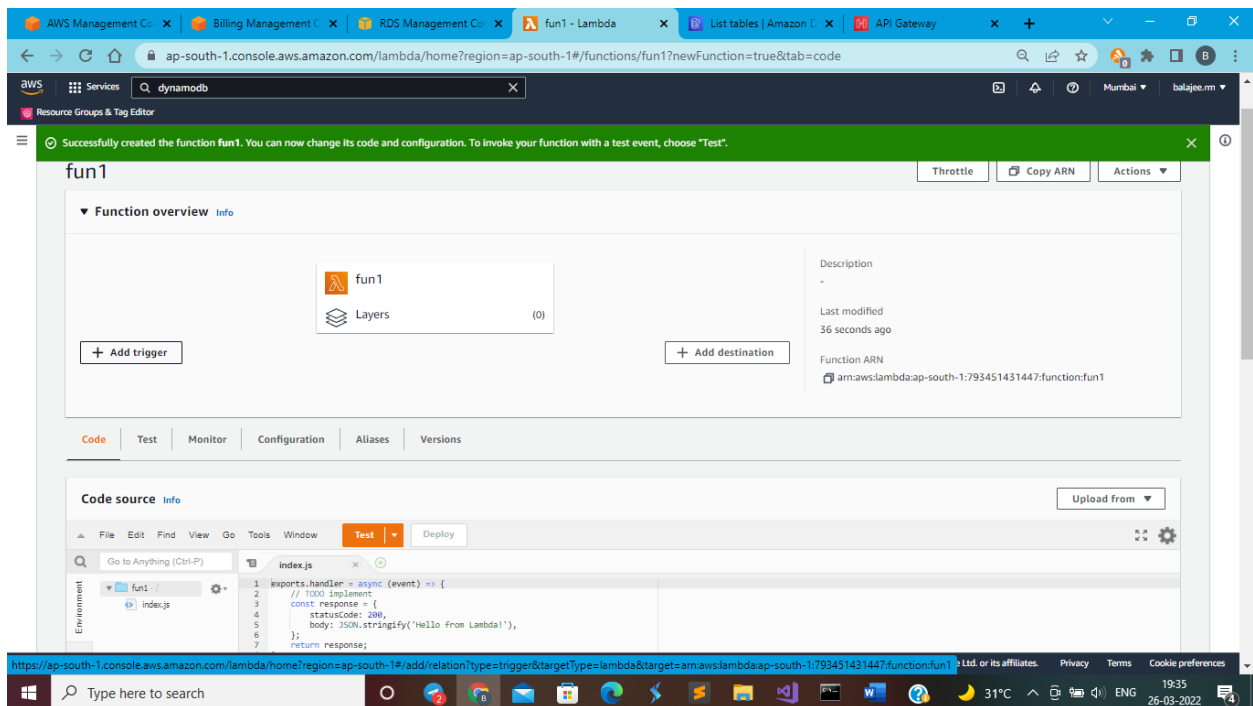 AWS Management Co
Billing Management C
RDS Management Co
fun1 - Lambda
List tables | Amazon D
API Gateway
ap-south-1.console.aws.amazon.com/lambda/home?region=ap-south-1#/functions/fun1?newFunction=true&tab=code
B
aws
Services
dynamodb
Mumbai
balajee.rm
Resource Groups & Tag Editor
Successfully created the function fun1. You can now change its code and configuration. To invoke your function with a test event, choose "Test".
fun1
Throttle
Copy ARN
Actions
Function overview Info
fun1
Layers
(0)
+ Add trigger
+ Add destination
Description
-
Last modified
36 seconds ago
Function ARN
arn:aws:lambda:ap-south-1:793451431447:function:fun1
Code
Test
Monitor
Configuration
Aliases
Versions
Code source Info
Upload from
File Edit Find View Go Tools Window
Test
Deploy
Go to Anything (Ctrl-P)
index.js
Environment
fun1 - /
index.js
1 exports.handler = async (event) => {
2 // TODO implement
3 const response = {
4 statusCode: 200,
5 body: JSON.stringify('Hello from Lambda!'),
6 };
7 return response;
https://ap-south-1.console.aws.amazon.com/lambda/home?region=ap-south-1#/add/relation?type=trigger&targetType=lambda&target=arn:aws:lambda:ap-south-1:793451431447:function:fun1
Ltd. or its affiliates.
Privacy
Terms
Cookie preferences
Type here to search
31°C
ENG
19:35
26-03-2022